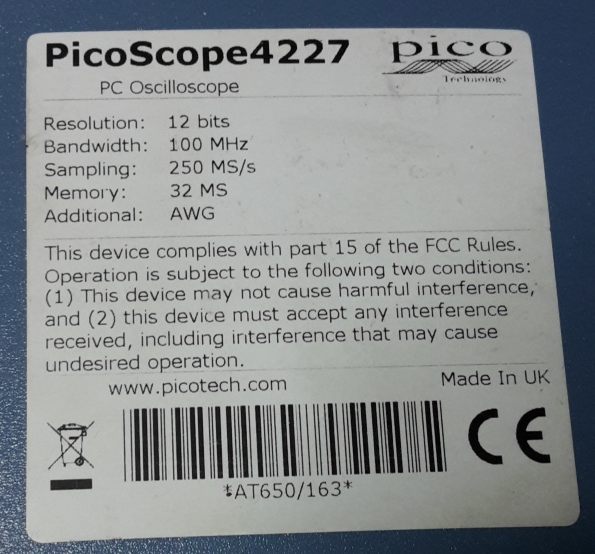 PicoScope4227
pico
Technology
PC Oscilloscope
Resolution: 12 bits
Bandwidth: 100 MHz
Sampling: 250 MS/s
Memory: 32 MS
Additional: AWG
This device complies with part 15 of the FCC Rules.
Operation is subject to the following two conditions:
(1) This device may not cause harmful interference,
and (2) this device must accept any interference
received, including interference that may cause
undesired operation.
www.picotech.com
Made In UK
CE
*AT650/163*